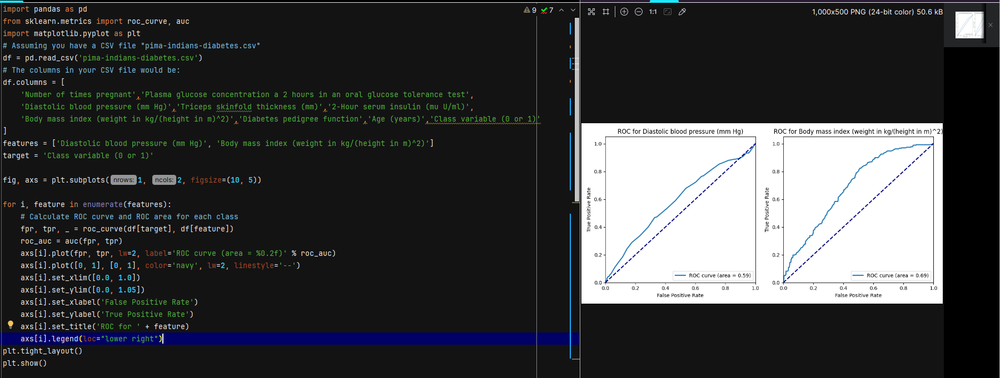 import pandas as pd
from sklearn.metrics import roc_curve, auc
import matplotlib.pyplot as plt
# Assuming you have a CSV file "pima-indians-diabetes.csv"
df = pd.read_csv('pima-indians-diabetes.csv')
# The columns in your CSV file would be:
df.columns = [
    'Number of times pregnant','Plasma glucose concentration a 2 hours in an oral glucose tolerance test',
    'Diastolic blood pressure (mm Hg)','Triceps skinfold thickness (mm)','2-Hour serum insulin (mu U/ml)',
    'Body mass index (weight in kg/(height in m)^2)','Diabetes pedigree function','Age (years)','Class variable (0 or 1)'
]
features = ['Diastolic blood pressure (mm Hg)', 'Body mass index (weight in kg/(height in m)^2)']
target = 'Class variable (0 or 1)'
fig, axs = plt.subplots( nrows: 1, ncols: 2, figsize=(10, 5))
for i, feature in enumerate(features):
    # Calculate ROC curve and ROC area for each class
    fpr, tpr, _ = roc_curve(df[target], df[feature])
    roc_auc = auc(fpr, tpr)
    axs[i].plot(fpr, tpr, lw=2, label='ROC curve (area = %0.2f)' % roc_auc)
    axs[i].plot([0, 1], [0, 1], color='navy', lw=2, linestyle='--')
    axs[i].set_xlim([0.0, 1.0])
    axs[i].set_ylim([0.0, 1.05])
    axs[i].set_xlabel('False Positive Rate')
    axs[i].set_ylabel('True Positive Rate')
    axs[i].set_title('ROC for ' + feature)
    axs[i].legend(loc="lower right")
plt.tight_layout()
plt.show()
9 7
1:1
1,000x500 PNG (24-bit color) 50.6 kB
ROC for Diastolic blood pressure (mm Hg)
True Positive Rate
1.0
0.8
0.6
0.4
0.2
0.0
ROC curve (area = 0.59)
0.0 0.2 0.4 0.6 0.8 1.0
False Positive Rate
ROC for Body mass index (weight in kg/(height in m)^2)
True Positive Rate
1.0
0.8
0.6
0.4
0.2
0.0
ROC curve (area = 0.69)
0.0 0.2 0.4 0.6 0.8 1.0
False Positive Rate